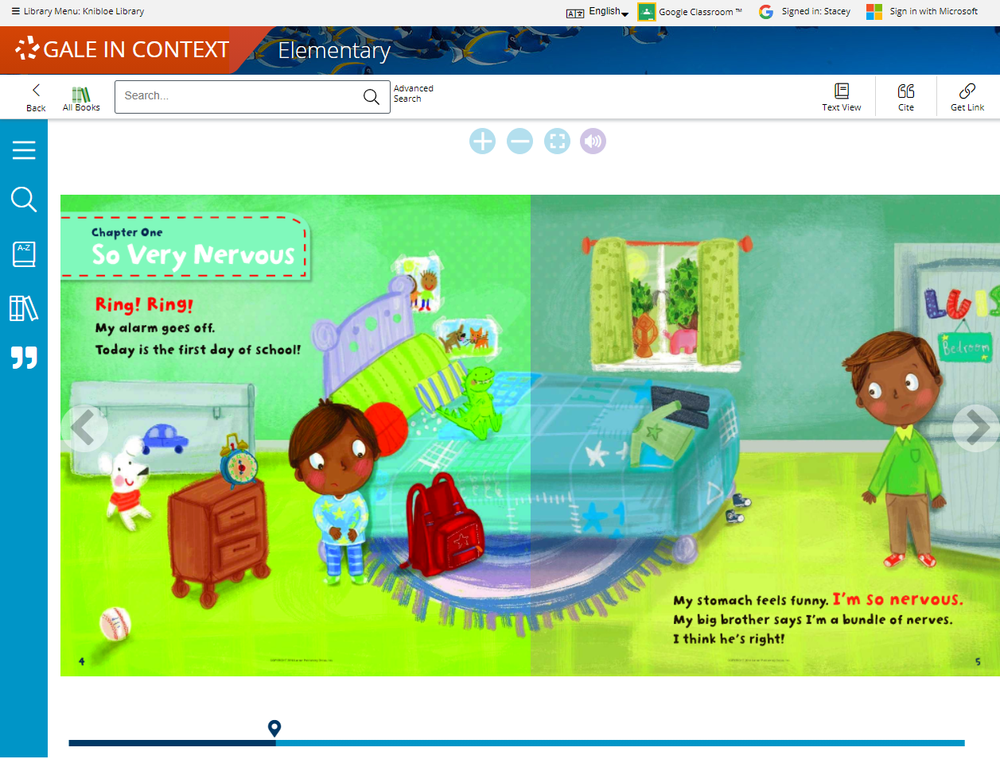 Library Menu: Knibloe Library
English
Google Classroom ™
Signed in: Stacey
Sign in with Microsoft
GALE IN CONTEXT
Elementary
Back
All Books
Search...
Advanced
Search
Text View
Cite
Get Link
A-Z
Chapter One
So Very Nervous
Ring! Ring!
My alarm goes off.
Today is the first day of school!
LUIS
Bedroom
My stomach feels funny. I'm so nervous.
My big brother says I'm a bundle of nerves.
I think he's right!
4
5